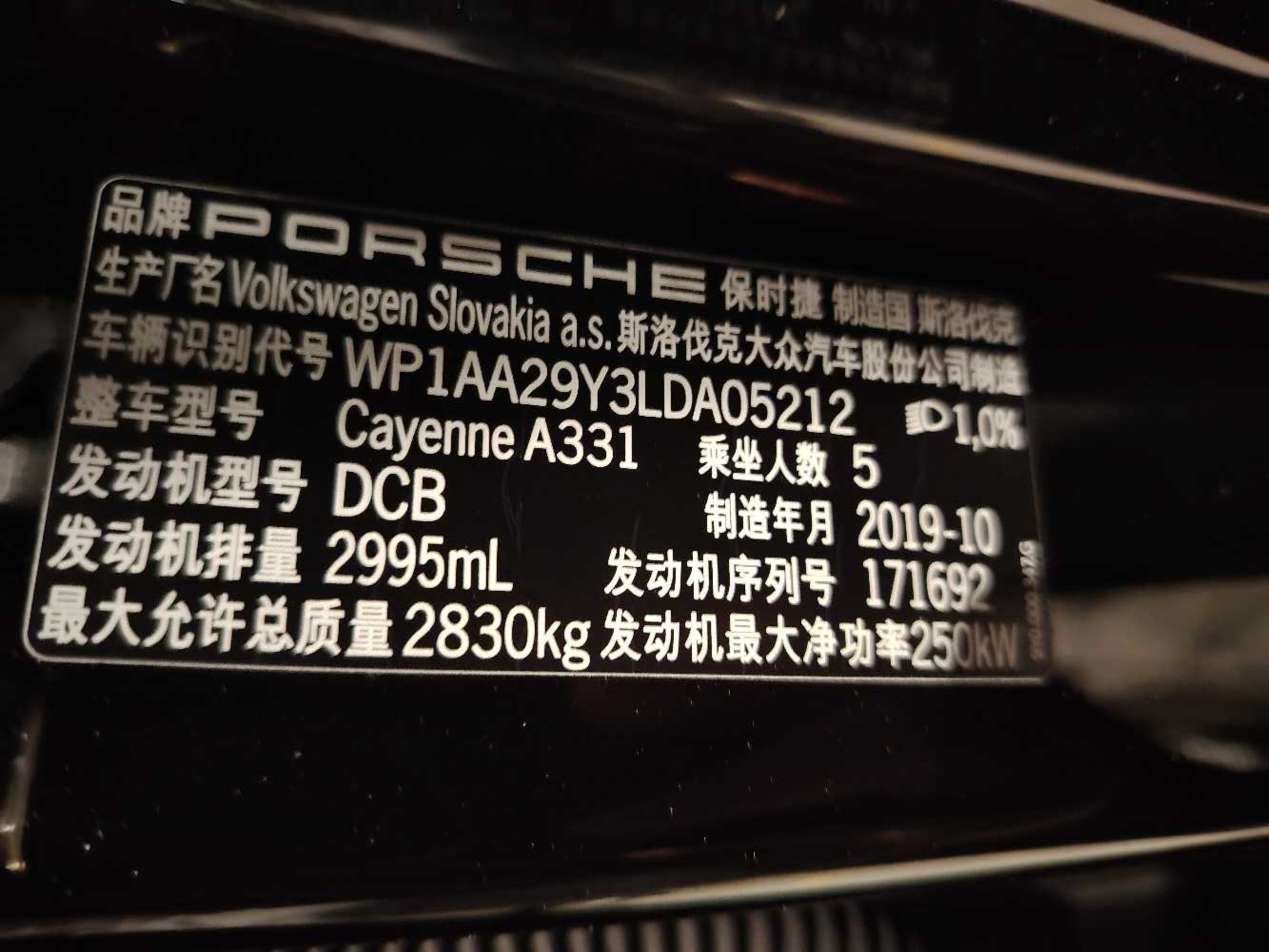 品牌 PORSCHE 保时捷 制造国 斯洛伐克
生产厂名 Volkswagen Slovakia a.s. 斯洛伐克大众汽车股份公司制造
车辆识别代号 WP1AA29Y3LDA05212 1,0%
整车型号 Cayenne A331 乘坐人数 5
发动机型号 DCB 制造年月 2019-10
发动机排量 2995mL 发动机序列号 171692
最大允许总质量 2830kg 发动机最大净功率 250kW